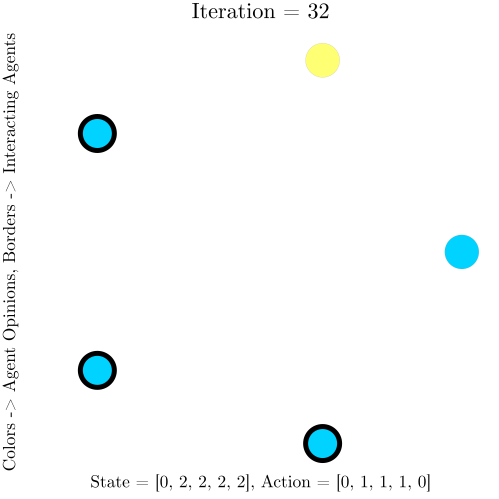 Iteration = 32
Colors -> Agent Opinions, Borders -> Interacting Agents
State = [0, 2, 2, 2, 2], Action = [0, 1, 1, 1, 0]